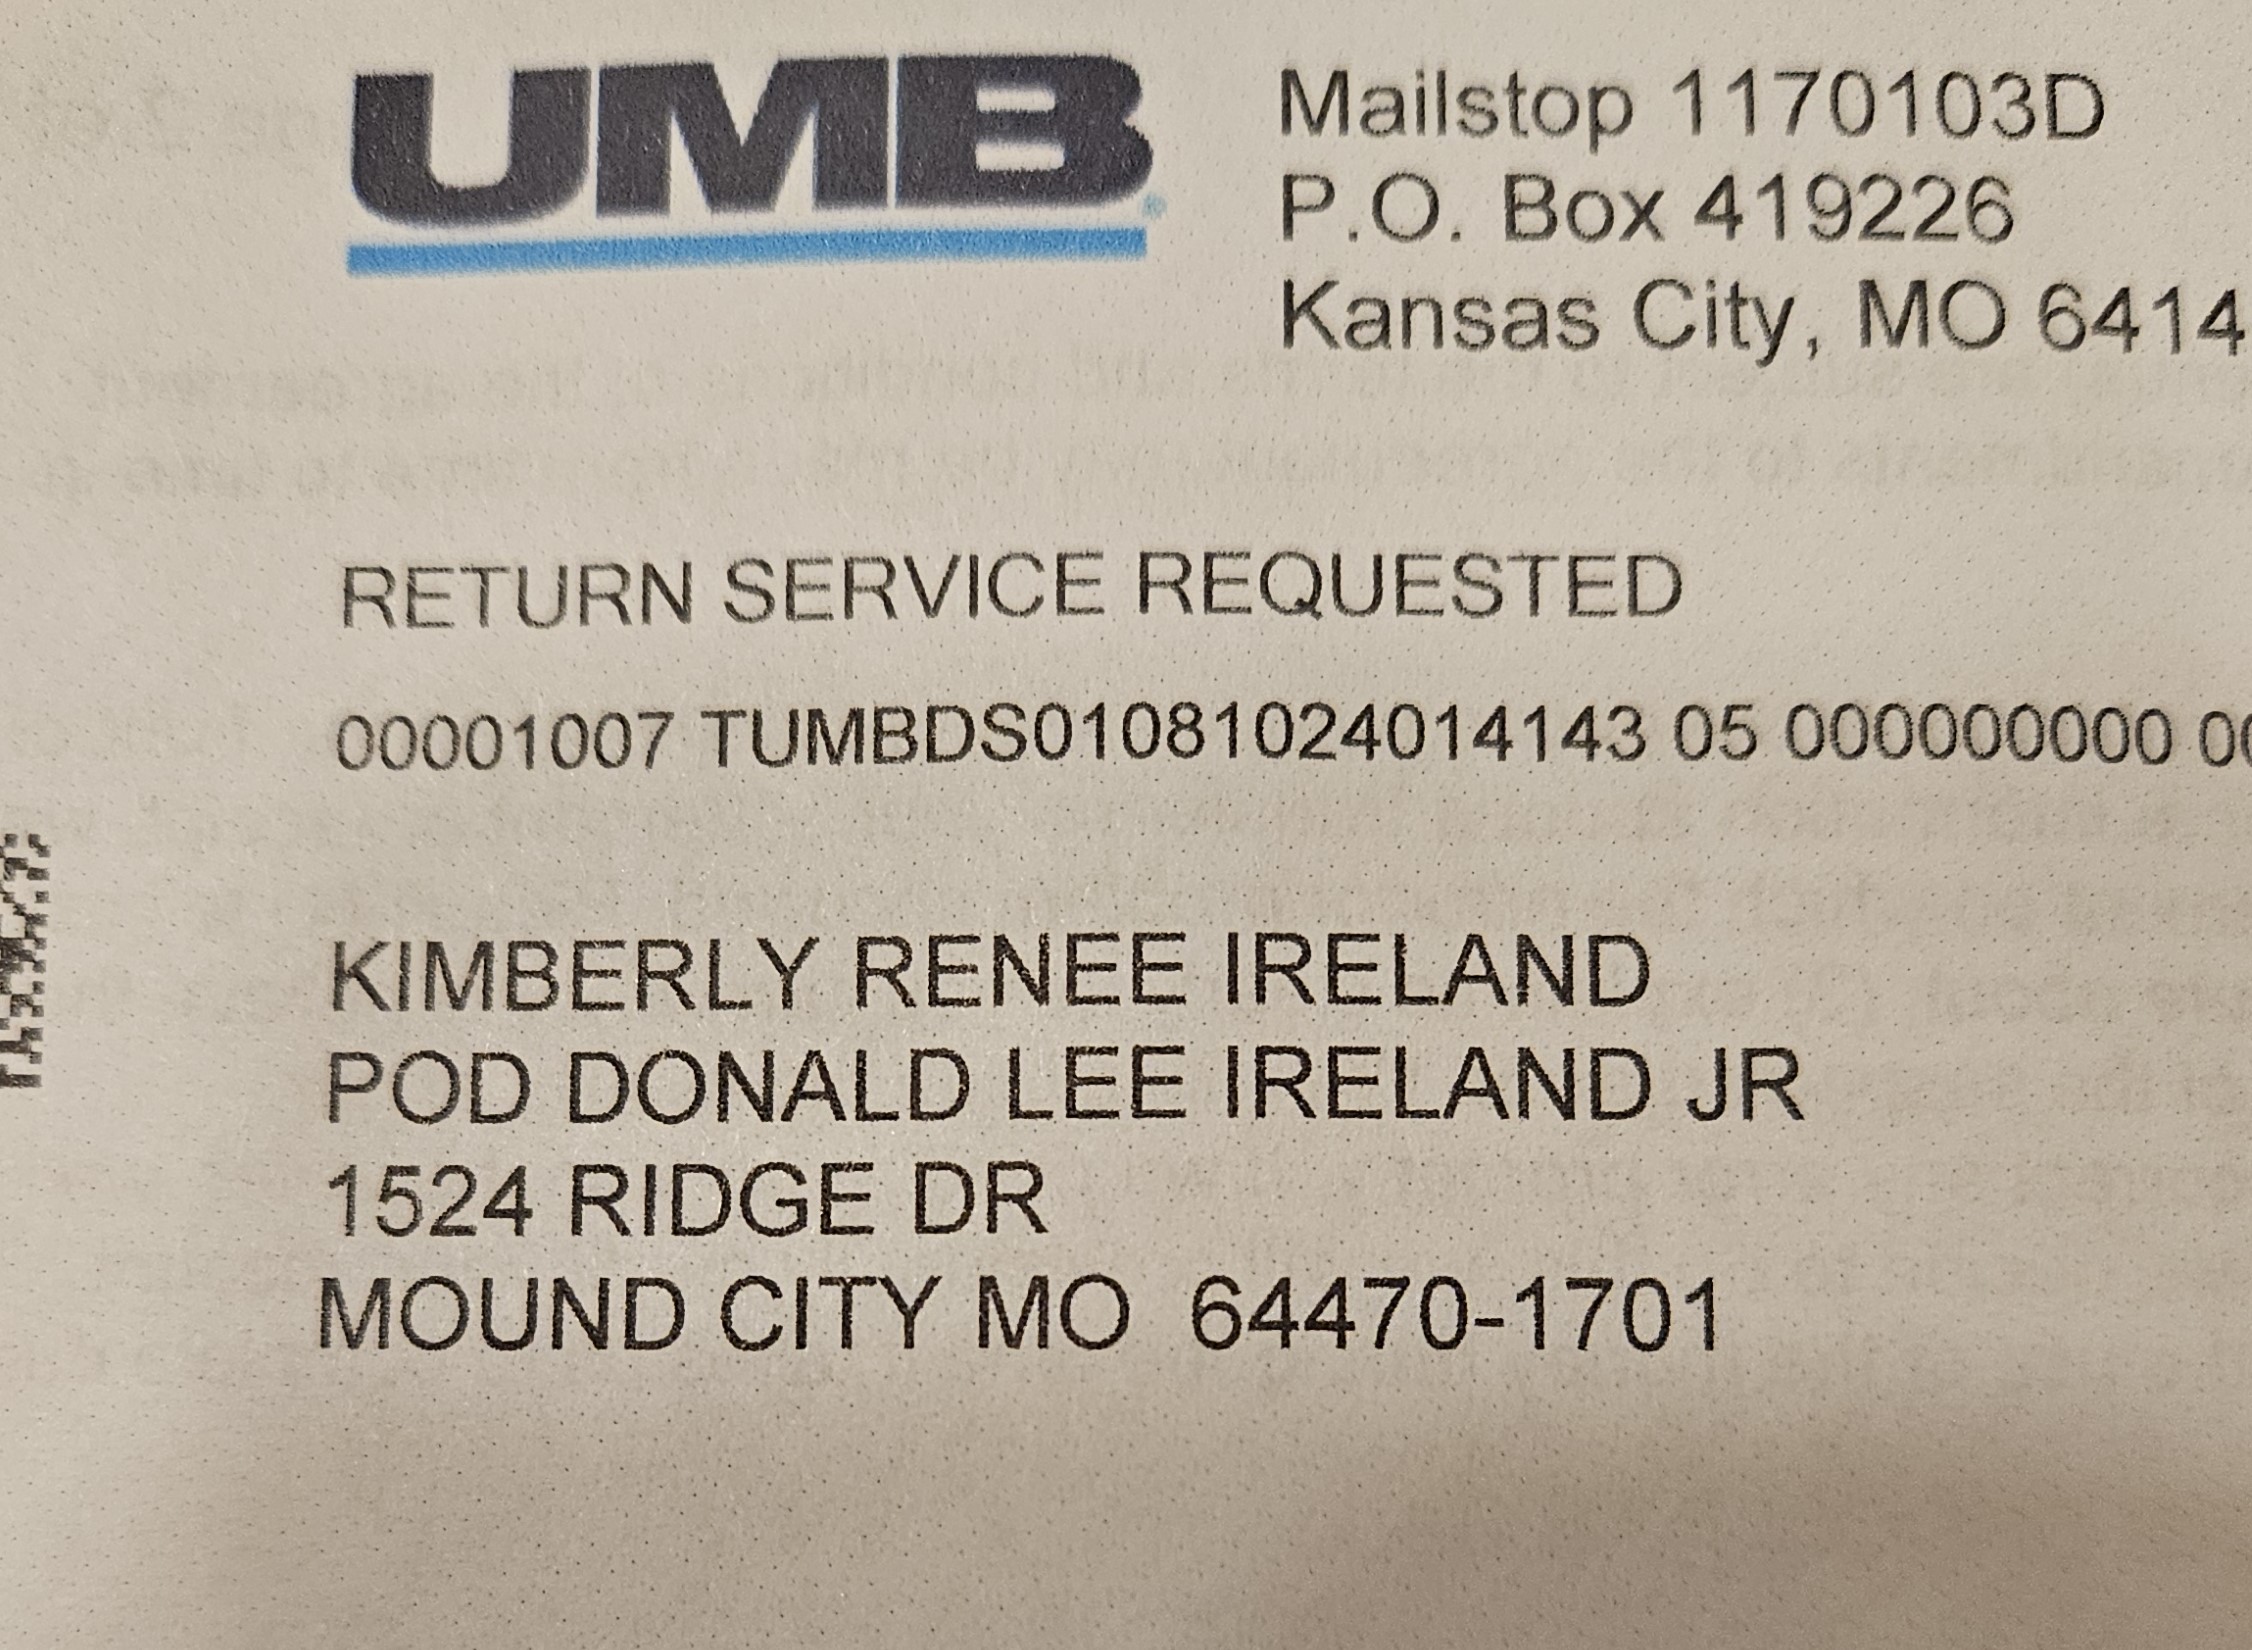 UMB
Mailstop 1170103D
P.O. Box 419226
Kansas City, MO 6414
RETURN SERVICE REQUESTED
00001007 TUMBDS01081024014143 05 000000000 00
KIMBERLY RENEE IRELAND
POD DONALD LEE IRELAND JR
1524 RIDGE DR
MOUND CITY MO 64470-1701